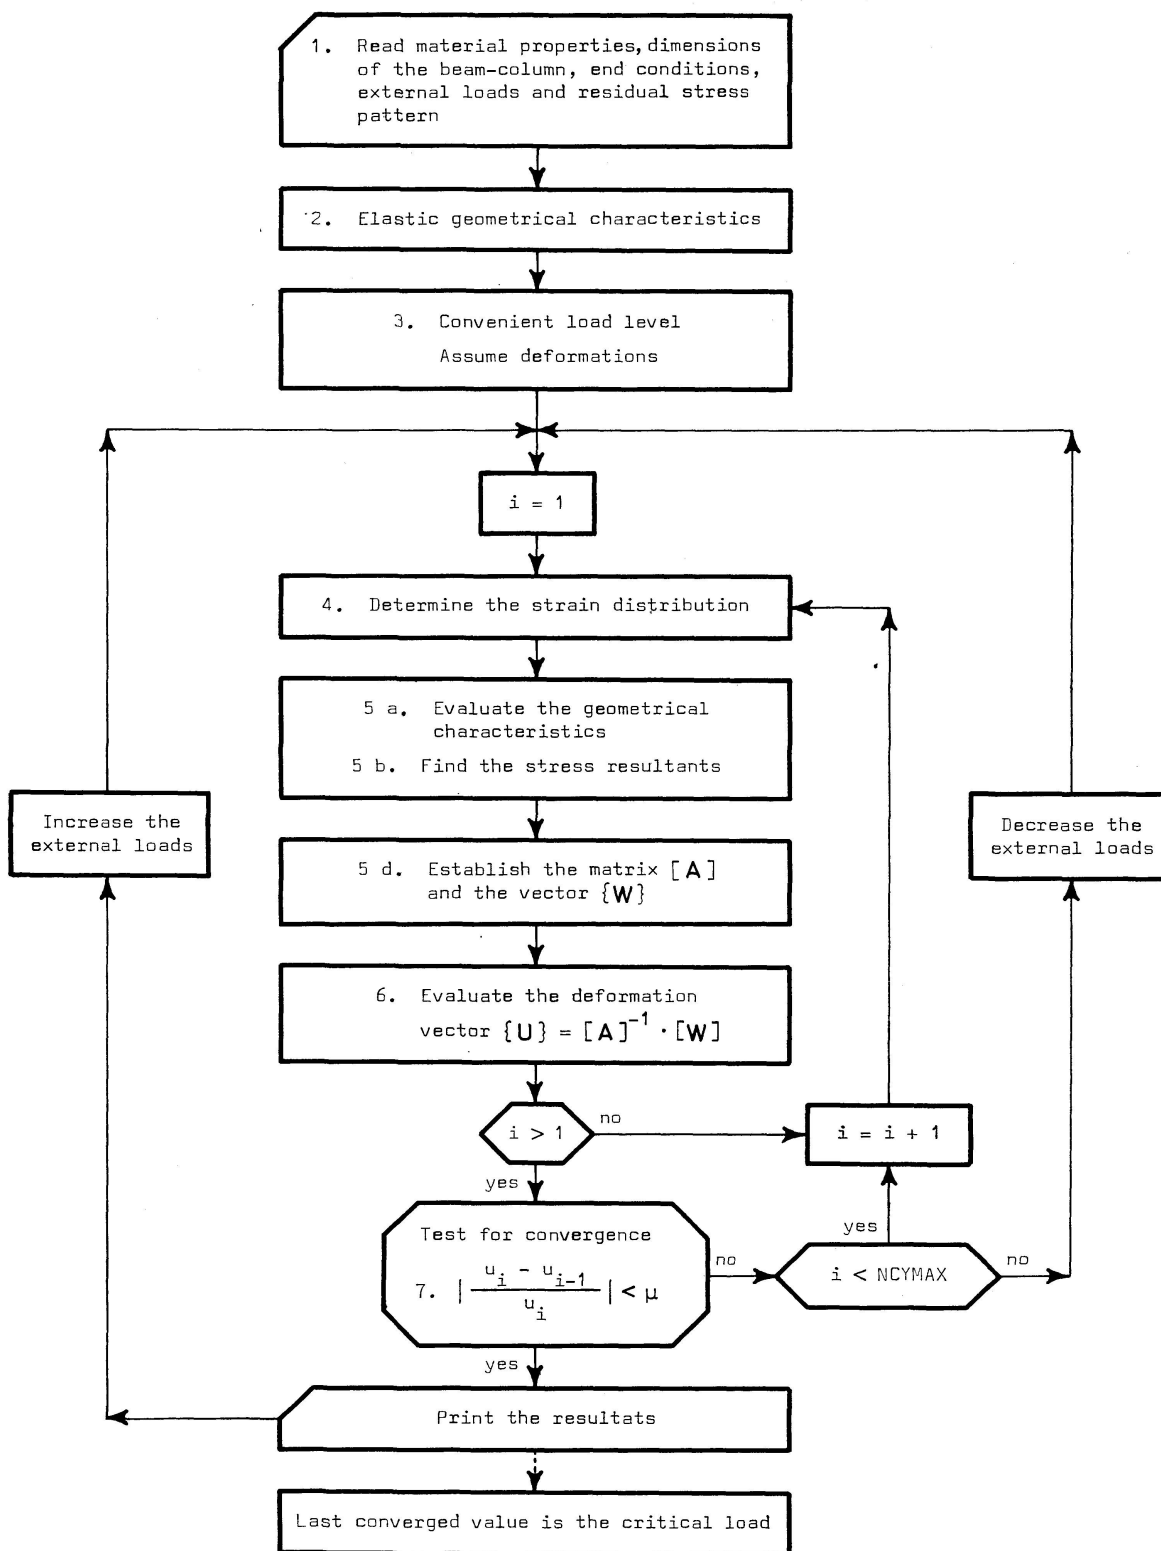 1. Read material properties, dimensions
of the beam-column, end conditions,
external loads and residual stress
pattern
2. Elastic geometrical characteristics
3. Convenient load level
Assume deformations
i = 1
4. Determine the strain distribution
5 a. Evaluate the geometrical
characteristics
5 b. Find the stress resultants
Increase the
external loads
Decrease the
external loads
5 d. Establish the matrix [A]
and the vector {W}
6. Evaluate the deformation
vector {U} = [A]⁻¹ · [W]
i > 1
no
i = i + 1
yes
Test for convergence
7. | (u_i - u_{i-1}) / u_i | < μ
no
yes
i < NCYMAX
no
yes
Print the resultats
Last converged value is the critical load